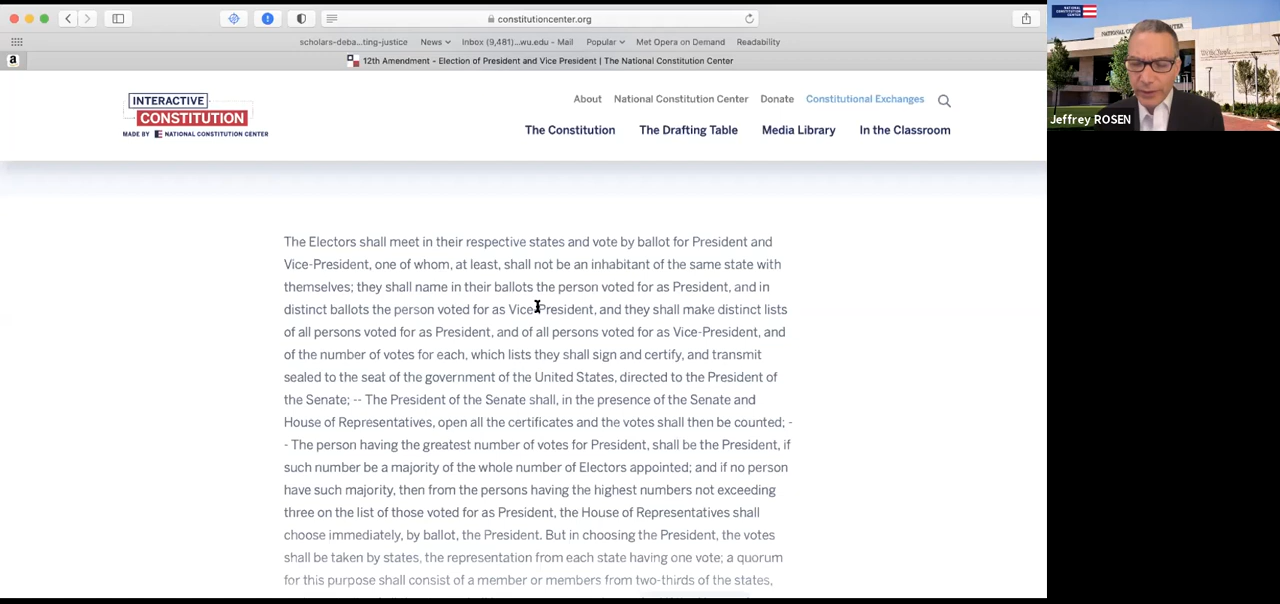 constitutioncenter.org
scholars-deba...ting-justice News Inbox (9,481)...wu.edu - Mail Popular Met Opera on Demand Readability
a 12th Amendment - Election of President and Vice President | The National Constitution Center
INTERACTIVE
CONSTITUTION
MADE BY NATIONAL CONSTITUTION CENTER
About National Constitution Center Donate Constitutional Exchanges
The Constitution The Drafting Table Media Library In the Classroom
The Electors shall meet in their respective states and vote by ballot for President and
Vice-President, one of whom, at least, shall not be an inhabitant of the same state with
themselves; they shall name in their ballots the person voted for as President, and in
distinct ballots the person voted for as Vice-President, and they shall make distinct lists
of all persons voted for as President, and of all persons voted for as Vice-President, and
of the number of votes for each, which lists they shall sign and certify, and transmit
sealed to the seat of the government of the United States, directed to the President of
the Senate; -- The President of the Senate shall, in the presence of the Senate and
House of Representatives, open all the certificates and the votes shall then be counted; -
- The person having the greatest number of votes for President, shall be the President, if
such number be a majority of the whole number of Electors appointed; and if no person
have such majority, then from the persons having the highest numbers not exceeding
three on the list of those voted for as President, the House of Representatives shall
choose immediately, by ballot, the President. But in choosing the President, the votes
shall be taken by states, the representation from each state having one vote; a quorum
for this purpose shall consist of a member or members from two-thirds of the states,
NATIONAL
CONSTITUTION
CENTER
Jeffrey ROSEN